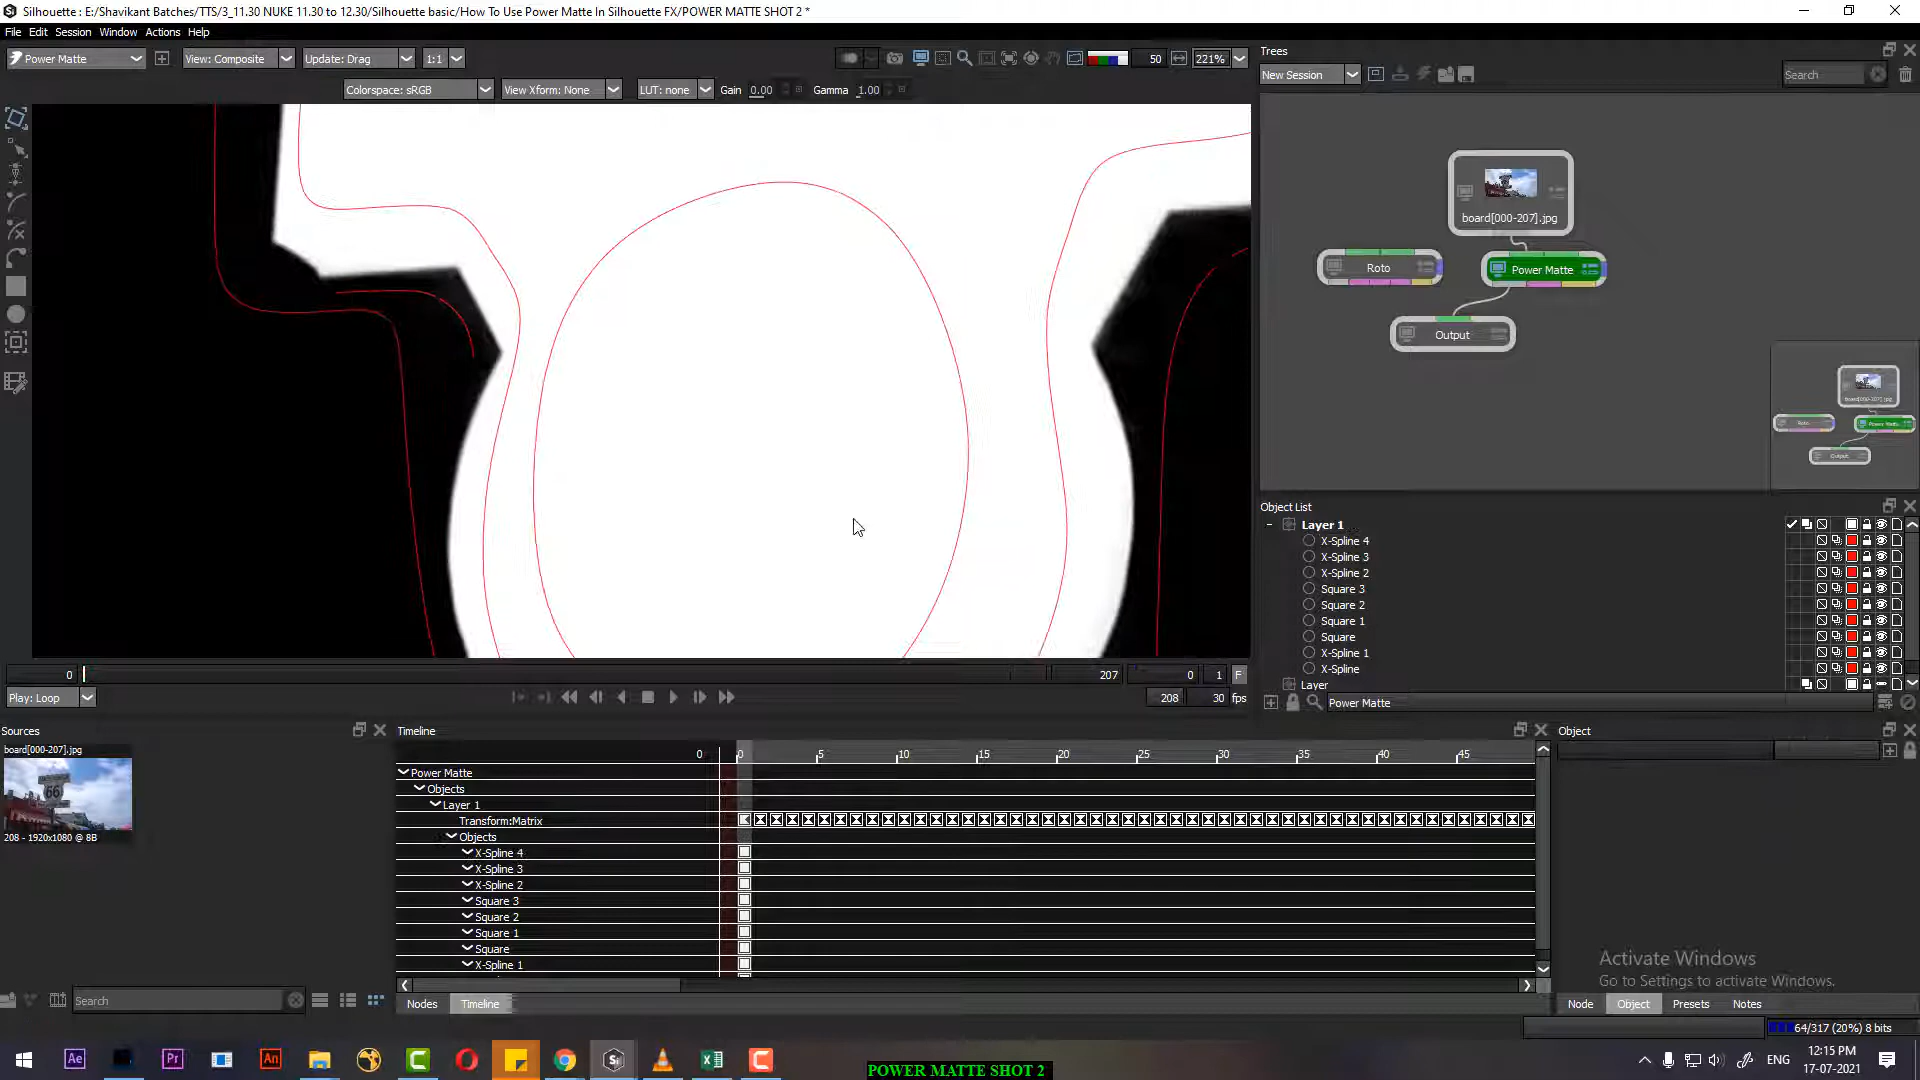 Silhouette : E:/Shavikant Batches/TTS/3_11.30 NUKE 11.30 to 12.30/Silhouette basic/How To Use Power Matte In Silhouette FX/POWER MATTE SHOT 2 *
File Edit Session Window Actions Help
Power Matte View: Composite Update: Drag 1:1 50 221%
Colorspace: sRGB View Xform: None LUT: none Gain 0.00 Gamma 1.00
Trees
New Session Search
board[000-207].jpg
Roto Power Matte
Output
Object List
Layer 1
X-Spline 4
X-Spline 3
X-Spline 2
Square 3
Square 2
Square 1
Square
X-Spline 1
X-Spline
Layer
Power Matte
0 207 0 1 F
Play: Loop 208 30 fps
Sources
board[000-207].jpg
66
208 - 1920x1080 @ 8B
Search
Timeline
0 0 5 10 15 20 25 30 35 40 45
Power Matte
Objects
Layer 1
Transform:Matrix
Objects
X-Spline 4
X-Spline 3
X-Spline 2
Square 3
Square 2
Square 1
Square
X-Spline 1
Nodes Timeline
Object
Activate Windows
Go to Settings to activate Windows.
Node Object Presets Notes
64/317 (20%) 8 bits
Ae Pr An Si
ENG
12:15 PM
17-07-2021
POWER MATTE SHOT 2